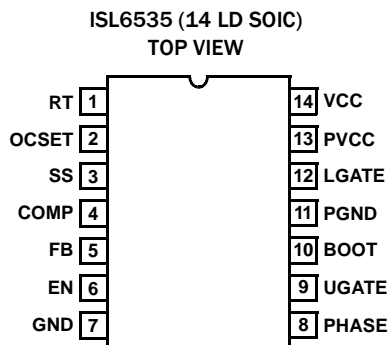 ISL6535 (14 LD SOIC)
TOP VIEW
RT 1 14 VCC
OCSET 2 13 PVCC
SS 3 12 LGATE
COMP 4 11 PGND
FB 5 10 BOOT
EN 6 9 UGATE
GND 7 8 PHASE